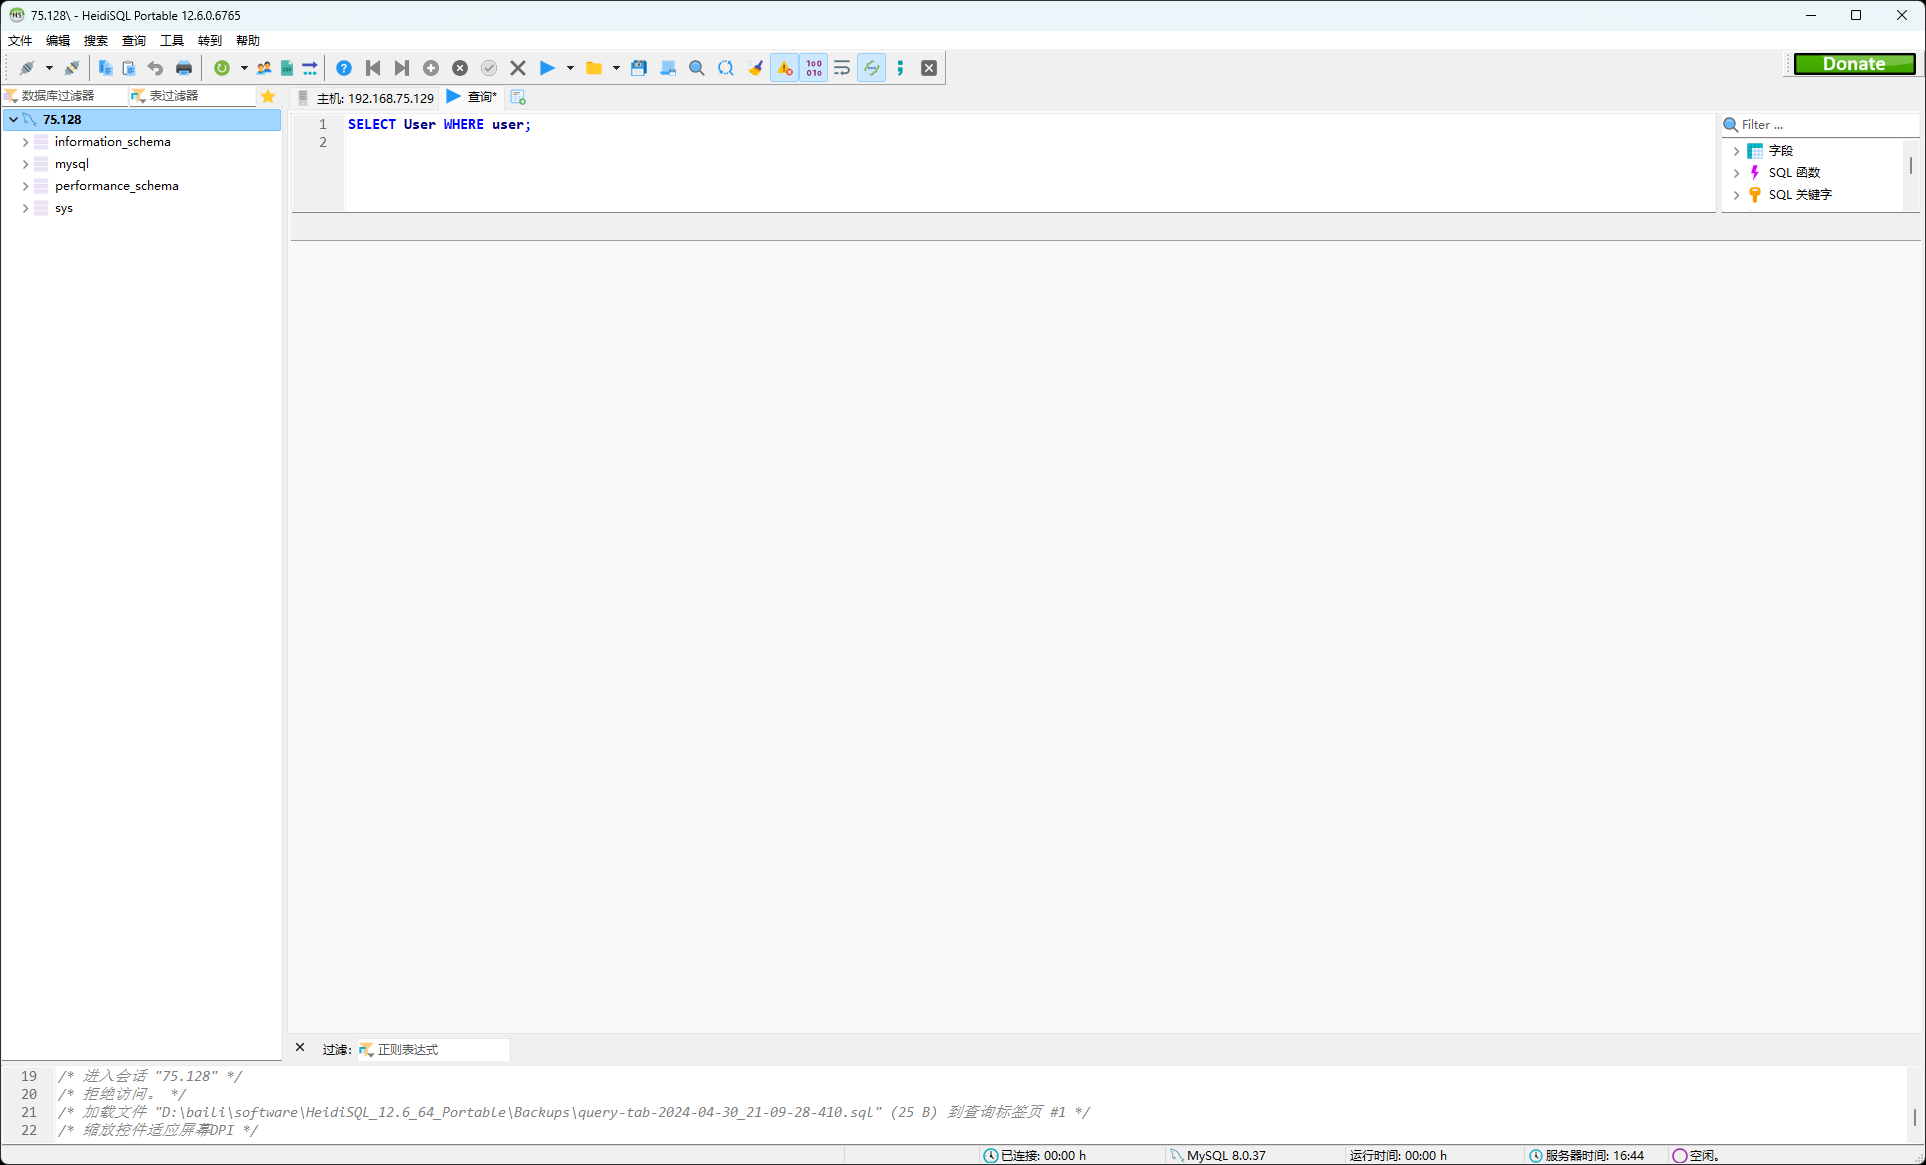 75.128\ - HeidiSQL Portable 12.6.0.6765
文件 编辑 搜索 查询 工具 转到 帮助
Donate
数据库过滤器 表过滤器
主机: 192.168.75.129 查询*
75.128
information_schema
mysql
performance_schema
sys
1 SELECT User WHERE user;
2
Filter ...
字段
SQL 函数
SQL 关键字
过滤: 正则表达式
19 /* 进入会话 "75.128" */
20 /* 拒绝访问。 */
21 /* 加载文件 "D:\baili\software\HeidiSQL_12.6_64_Portable\Backups\query-tab-2024-04-30_21-09-28-410.sql" (25 B) 到查询标签页 #1 */
22 /* 缩放控件适应屏幕DPI */
已连接: 00:00 h MySQL 8.0.37 运行时间: 00:00 h 服务器时间: 16:44 空闲。